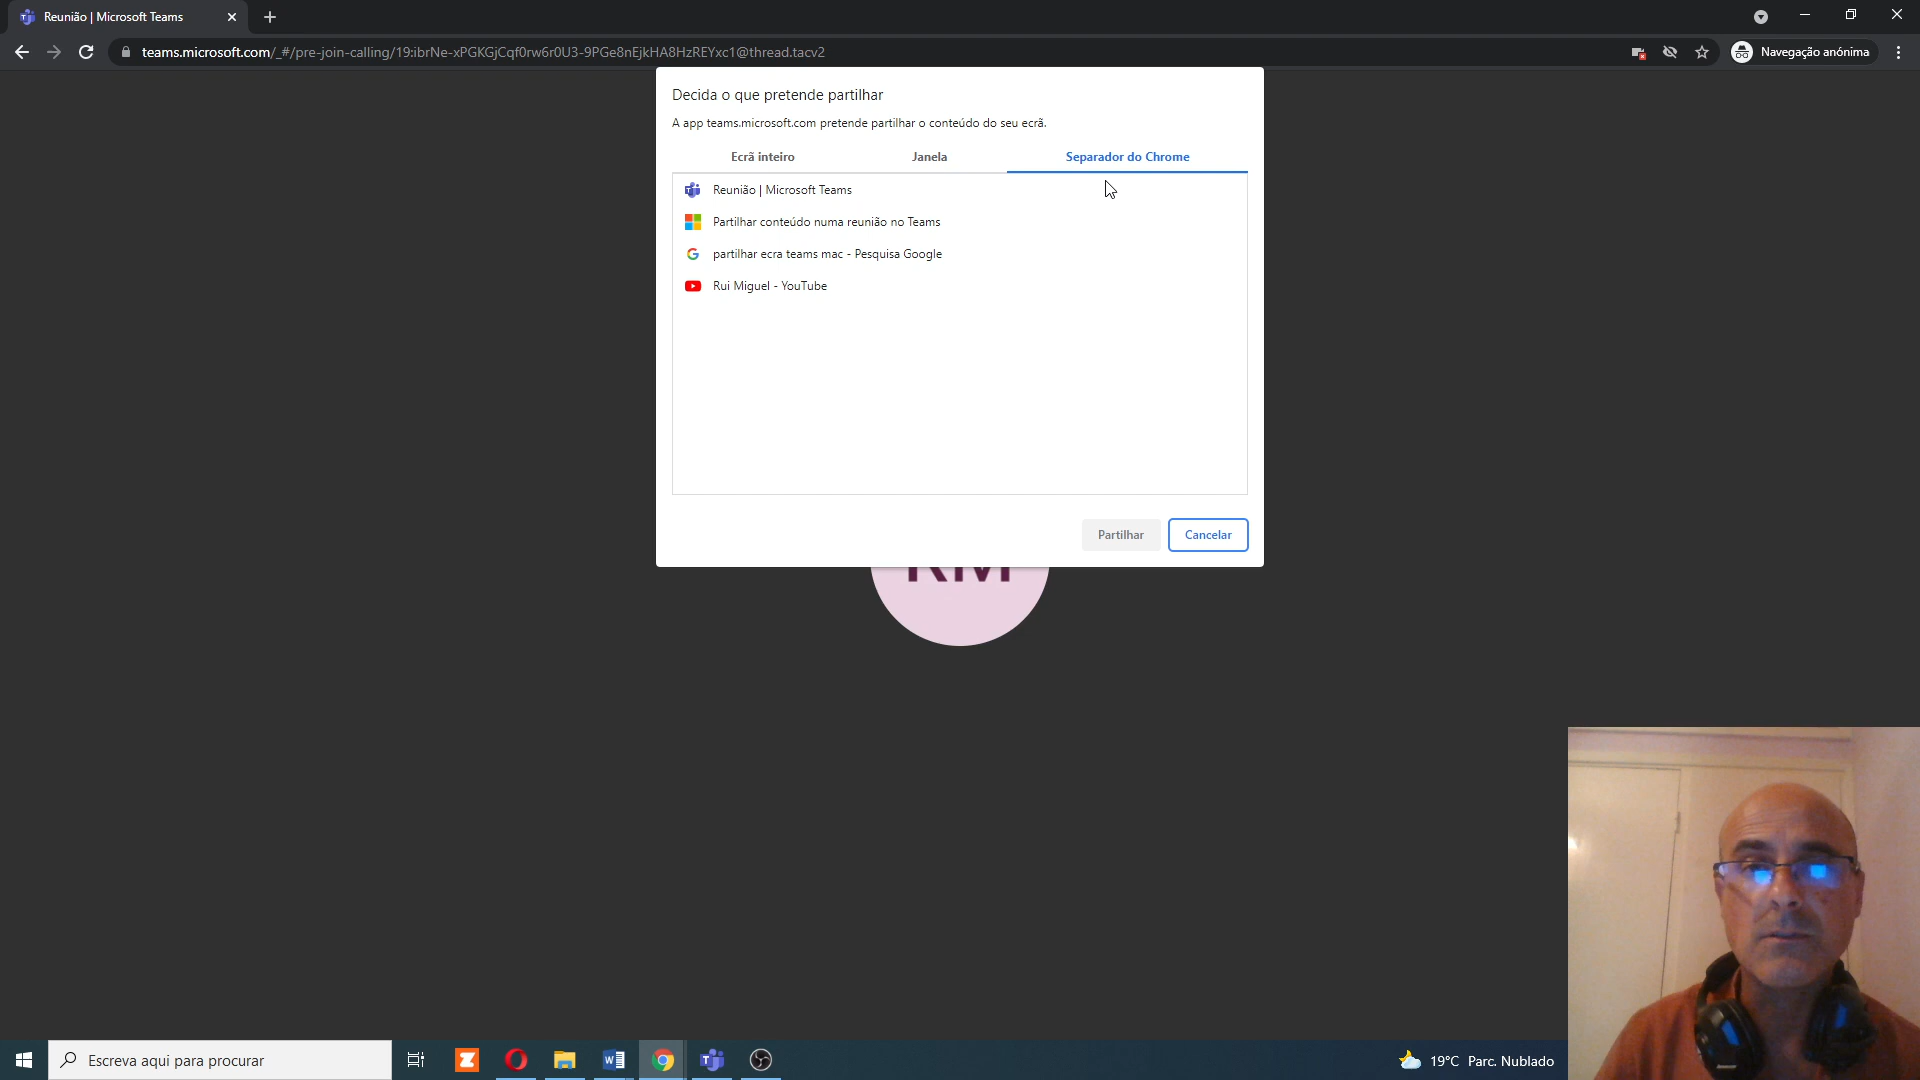 Reunião | Microsoft Teams
teams.microsoft.com/_#/pre-join-calling/19:ibrNe-xPGKGjCqf0rw6r0U3-9PGe8nEjkHA8HzREYxc1@thread.tacv2
Navegação anónima
Decida o que pretende partilhar
A app teams.microsoft.com pretende partilhar o conteúdo do seu ecrã.
Ecrã inteiro Janela Separador do Chrome
Reunião | Microsoft Teams
Partilhar conteúdo numa reunião no Teams
partilhar ecra teams mac - Pesquisa Google
Rui Miguel - YouTube
Partilhar Cancelar
RM
Escreva aqui para procurar
19°C Parc. Nublado